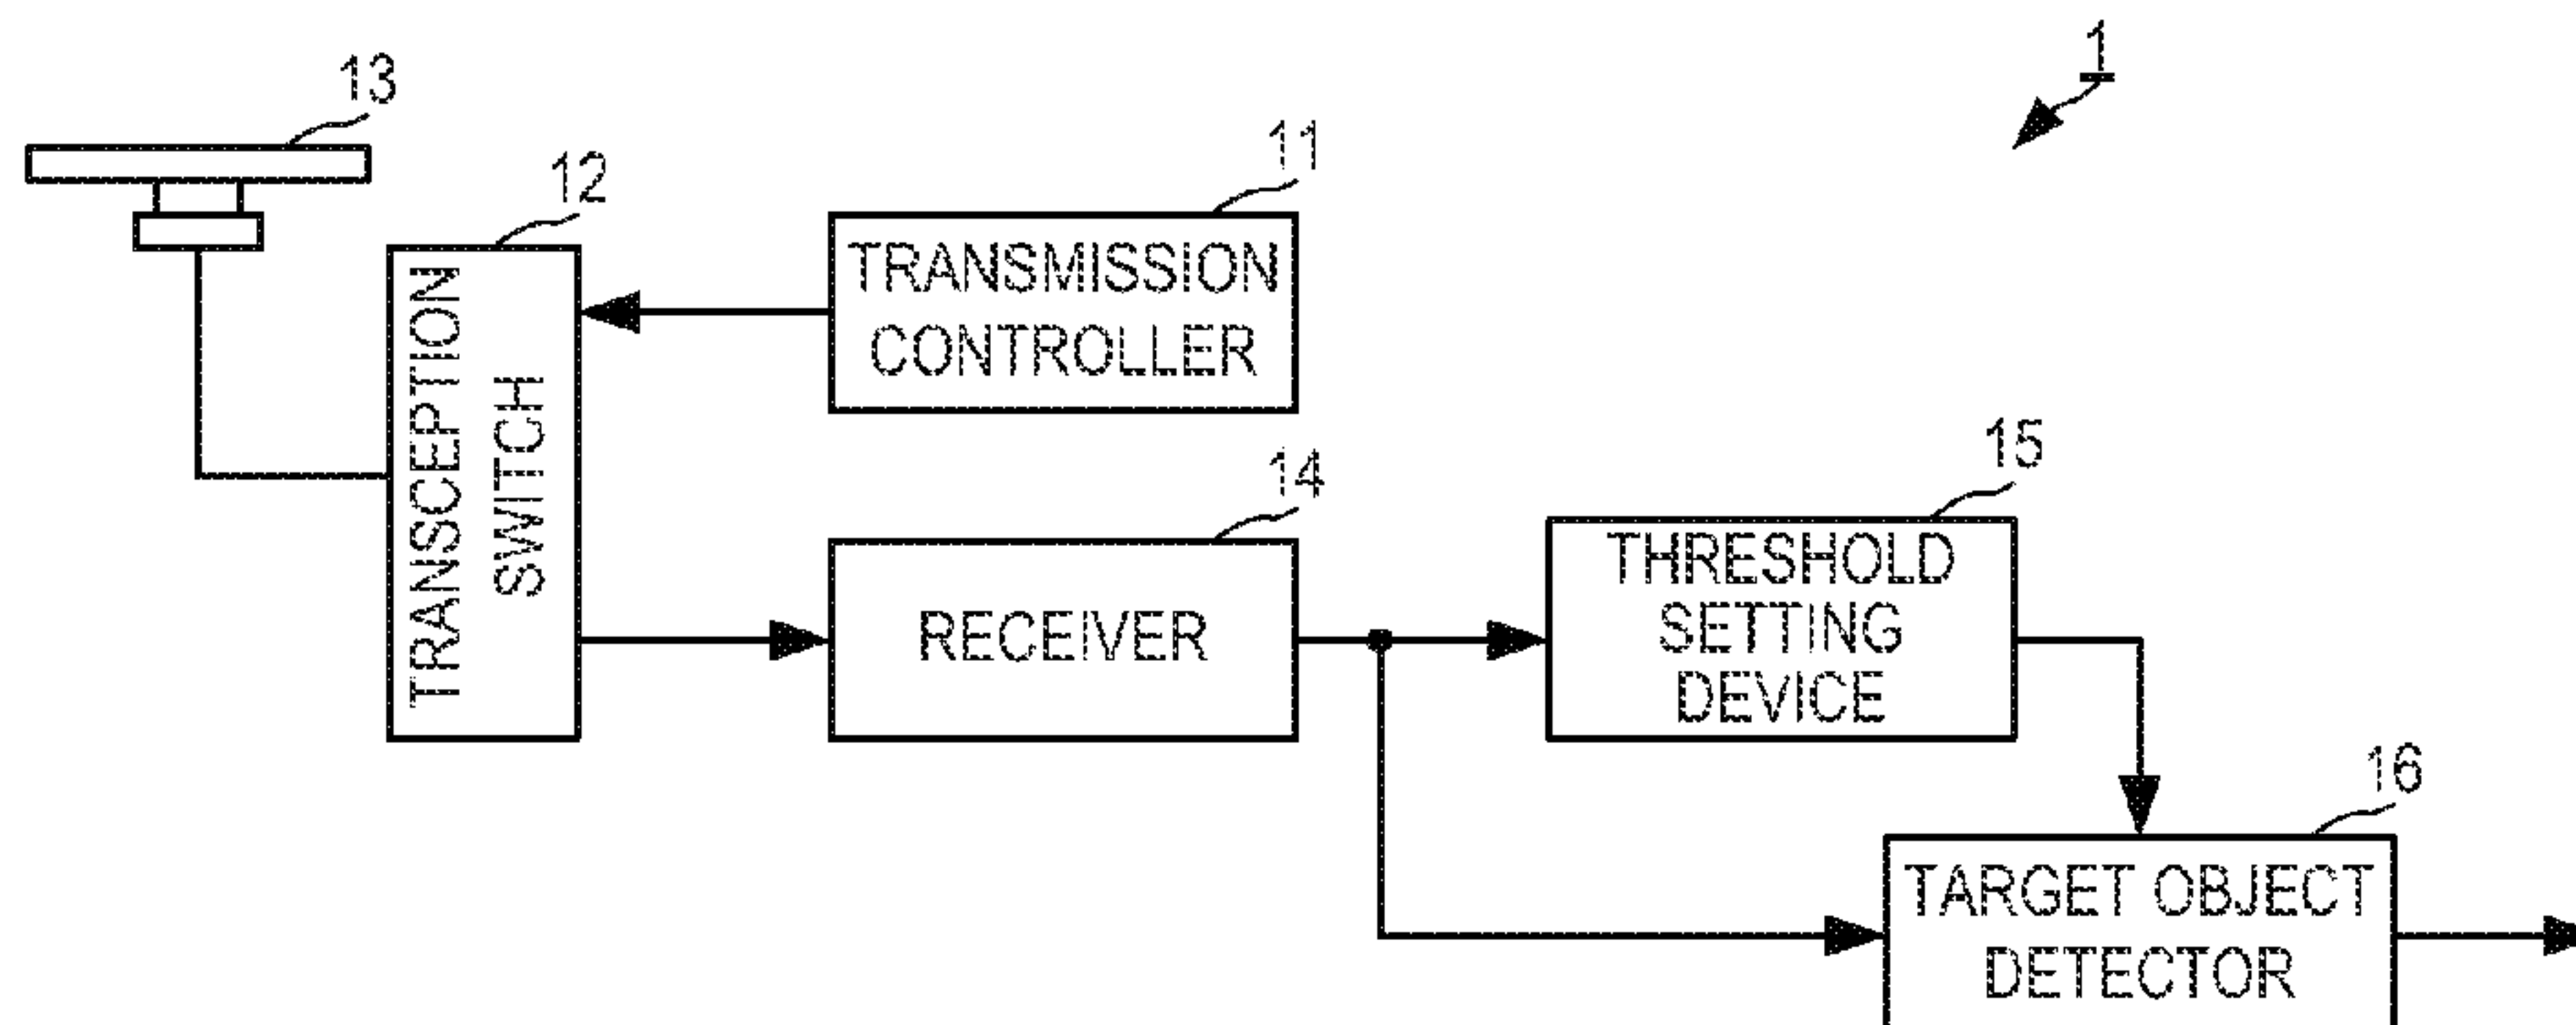 1
13
12
11
TRANSMISSION
CONTROLLER
TRANSCEPTION
SWITCH
14
RECEIVER
15
THRESHOLD
SETTING
DEVICE
16
TARGET OBJECT
DETECTOR